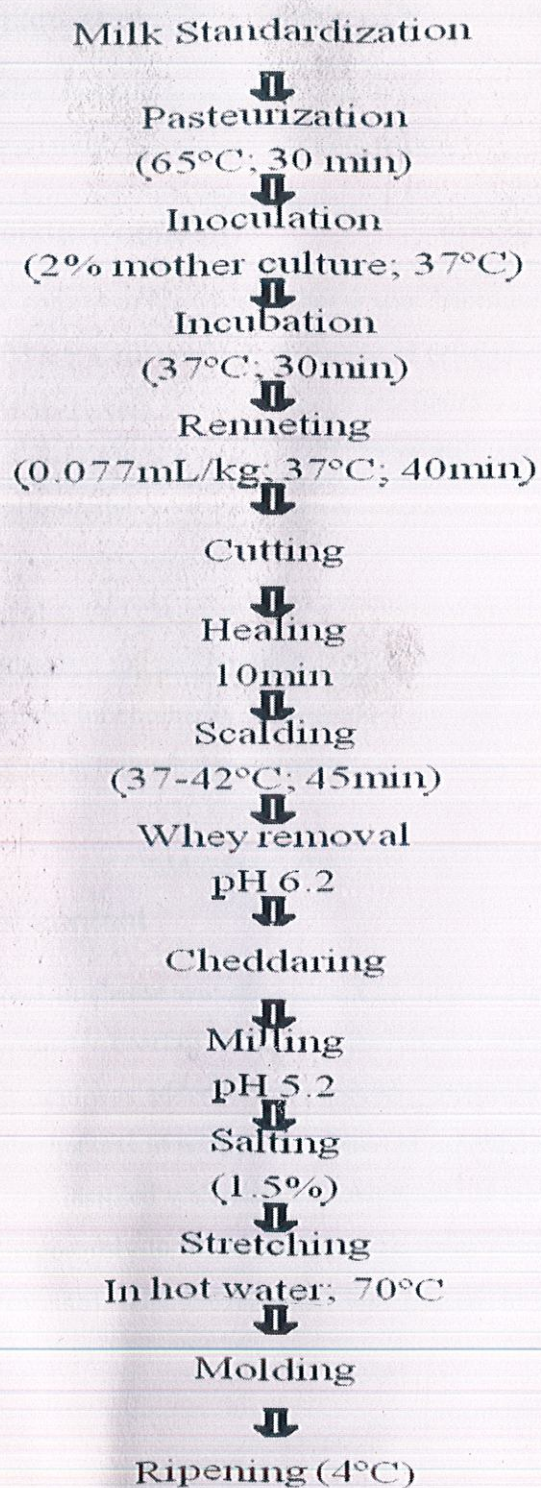 Milk Standardization
Pasteurization
(65°C; 30 min)
Inoculation
(2% mother culture; 37°C)
Incubation
(37°C; 30min)
Renneting
(0.077mL/kg; 37°C; 40min)
Cutting
Healing
10min
Scalding
(37-42°C; 45min)
Whey removal
pH 6.2
Cheddaring
Milling
pH 5.2
Salting
(1.5%)
Stretching
In hot water; 70°C
Molding
Ripening (4°C)